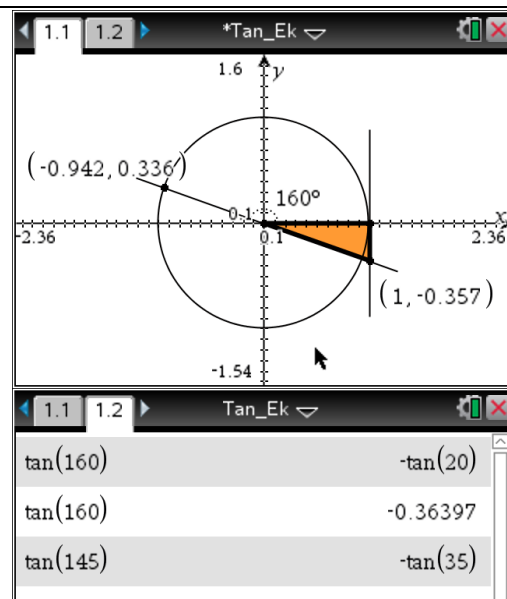 1.1 1.2 *Tan_Ek
1.6 y
(-0.942, 0.336)
160°
0.1
x
-2.36 0.1 2.36
(1, -0.357)
-1.54
1.1 1.2 Tan_Ek
tan(160) -tan(20)
tan(160) -0.36397
tan(145) -tan(35)